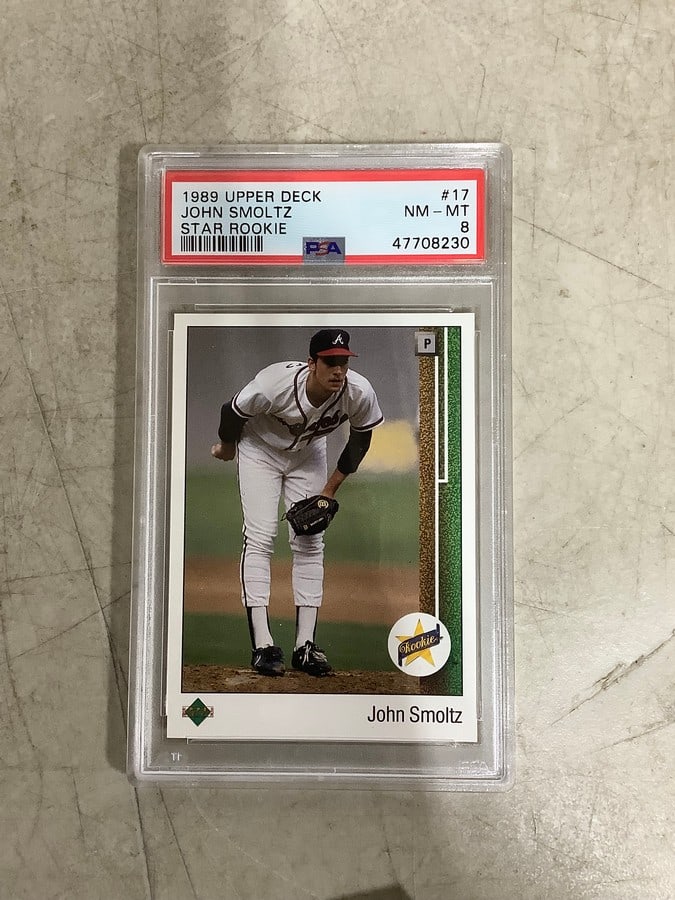 1989 UPPER DECK #17
JOHN SMOLTZ NM - MT
STAR ROOKIE 8
PSA 47708230
P
A
Rookie
John Smoltz